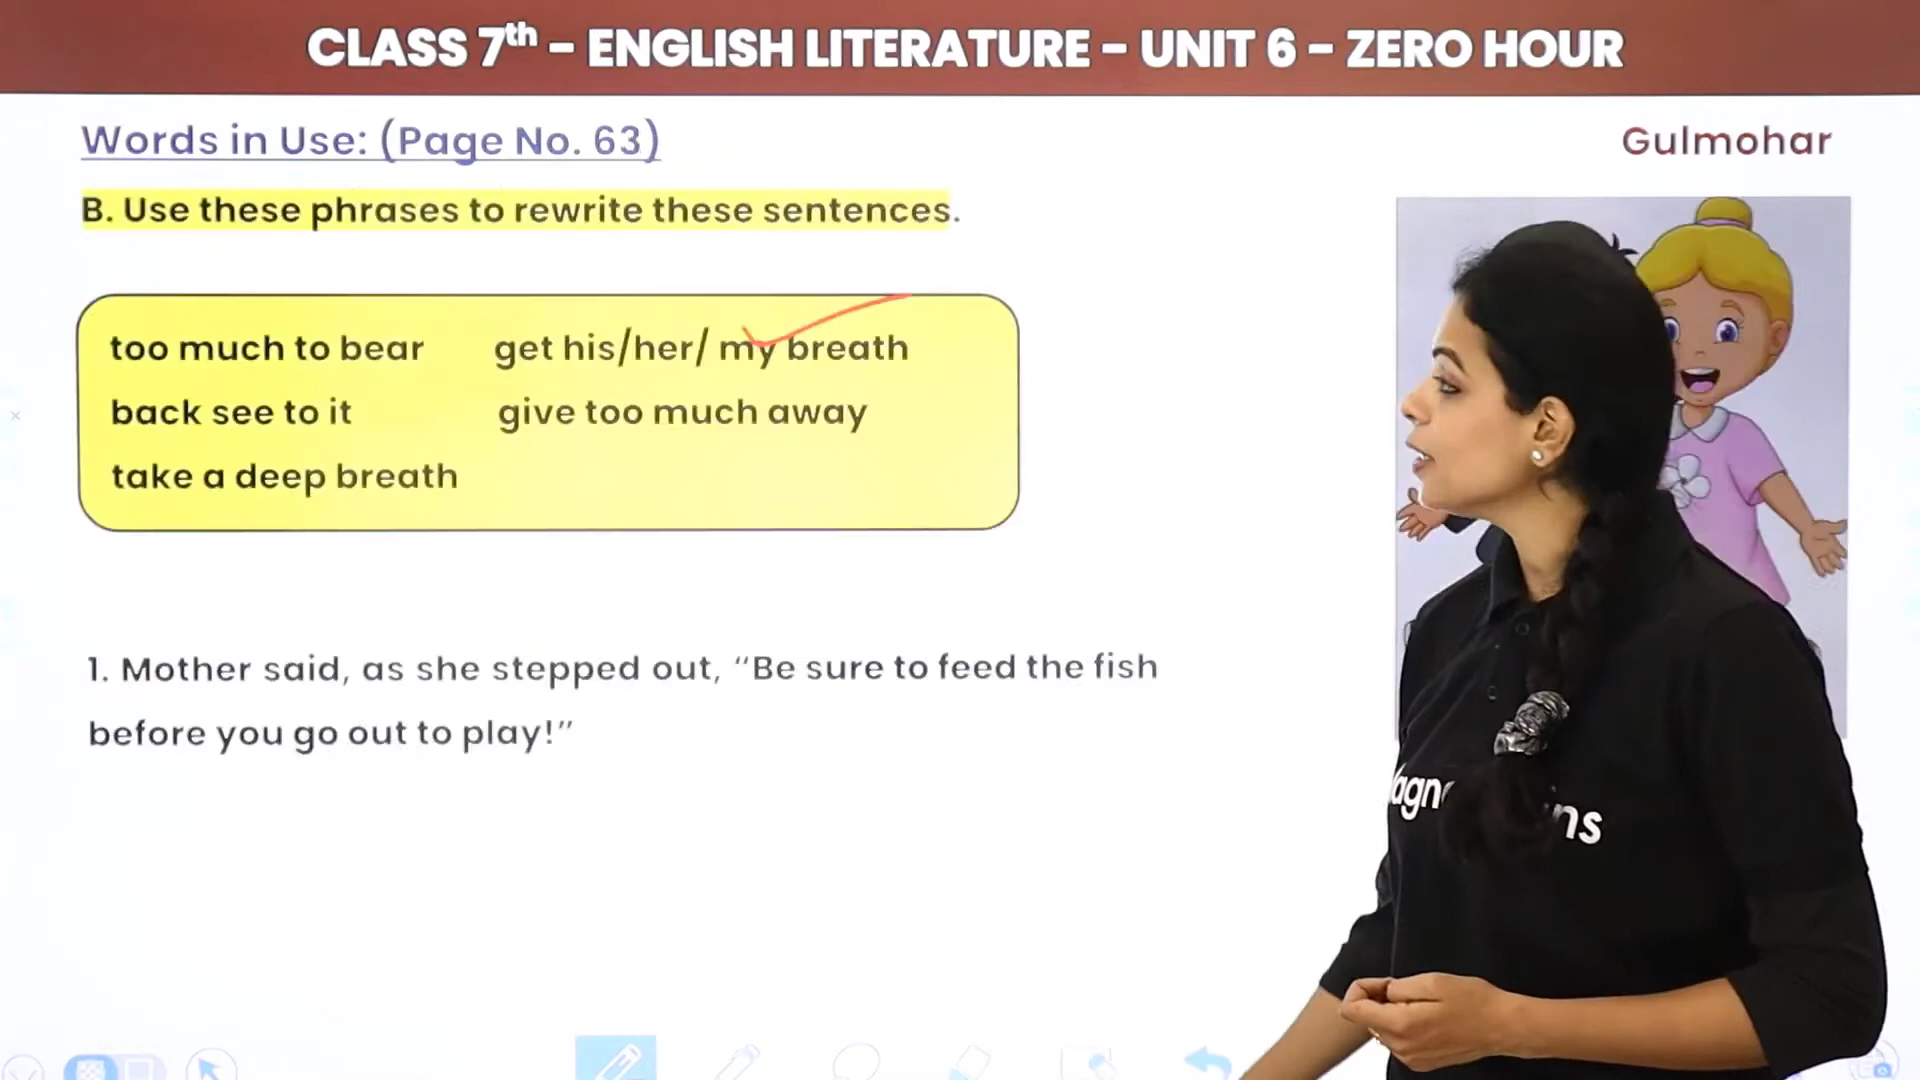 CLASS 7th – ENGLISH LITERATURE – UNIT 6 – ZERO HOUR
Words in Use: (Page No. 63)
Gulmohar
B. Use these phrases to rewrite these sentences.
too much to bear get his/her/ my breath
back see to it give too much away
take a deep breath
1. Mother said, as she stepped out, “Be sure to feed the fish
before you go out to play!”